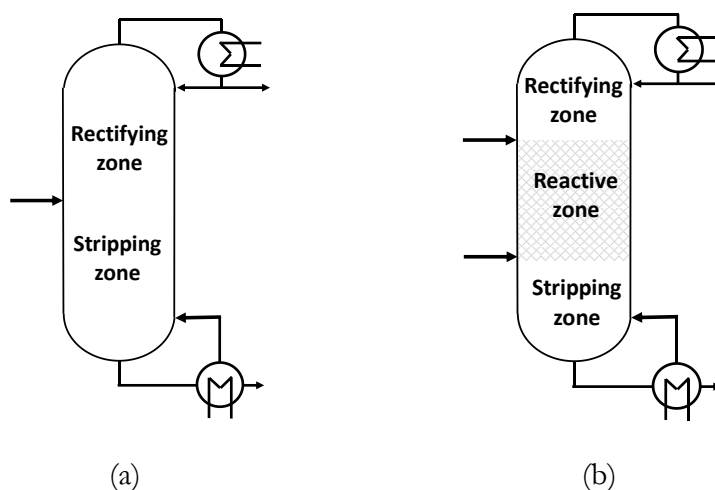 Rectifying
zone
Stripping
zone
(a)
Rectifying
zone
Reactive
zone
Stripping
zone
(b)